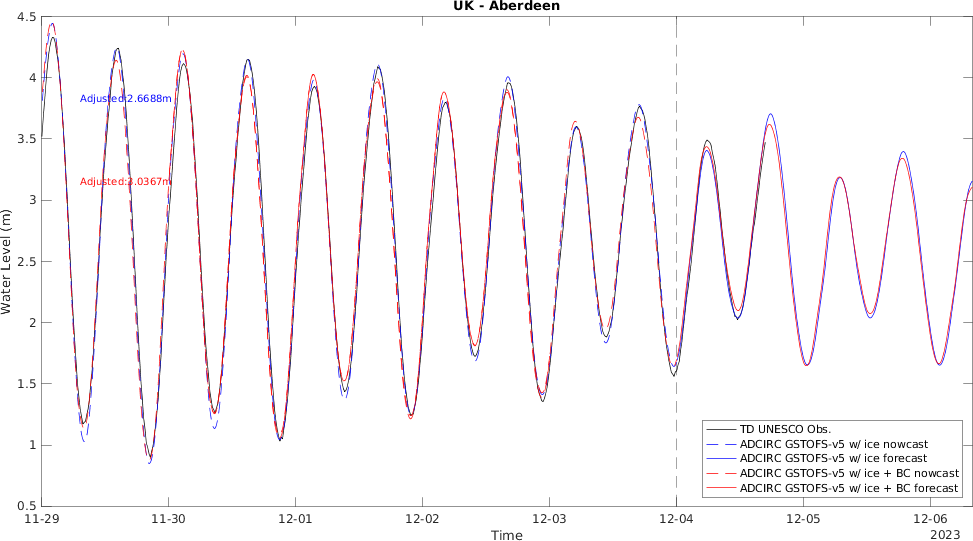 UK - Aberdeen
4.5
4
3.5
3
2.5
2
1.5
1
0.5
Water Level (m)
Adjusted:2.6688m
Adjusted:3.0367m
TD UNESCO Obs.
ADCIRC GSTOFS-v5 w/ ice nowcast
ADCIRC GSTOFS-v5 w/ ice forecast
ADCIRC GSTOFS-v5 w/ ice + BC nowcast
ADCIRC GSTOFS-v5 w/ ice + BC forecast
11-29 11-30 12-01 12-02 12-03 12-04 12-05 12-06
Time
2023